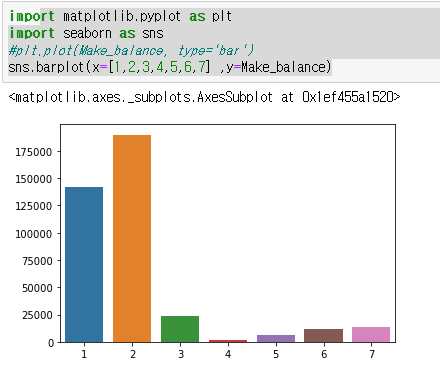 import matplotlib.pyplot as plt
import seaborn as sns
#plt.plot(Make_balance, type='bar')
sns.barplot(x=[1,2,3,4,5,6,7] ,y=Make_balance)
<matplotlib.axes._subplots.AxesSubplot at 0x1ef455a1520>
175000
150000
125000
100000
75000
50000
25000
0
1 2 3 4 5 6 7